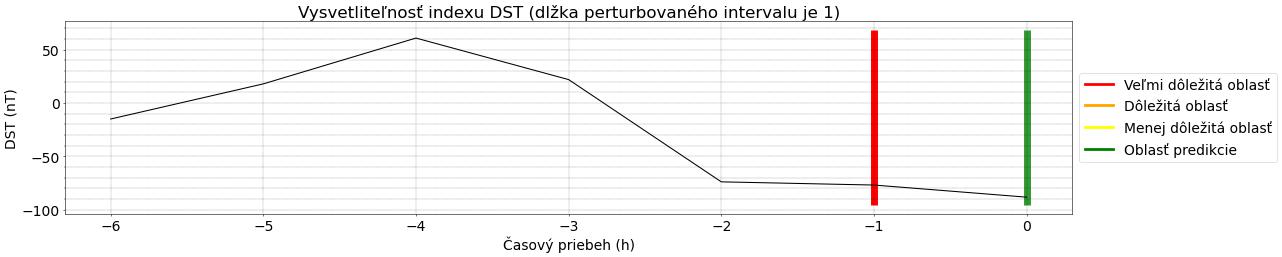 Vysvetliteľnosť indexu DST (dlžka perturbovaného intervalu je 1)
DST (nT)
50
0
−50
−100
−6 −5 −4 −3 −2 −1 0
Časový priebeh (h)
Veľmi dôležitá oblasť
Dôležitá oblasť
Menej dôležitá oblasť
Oblasť predikcie